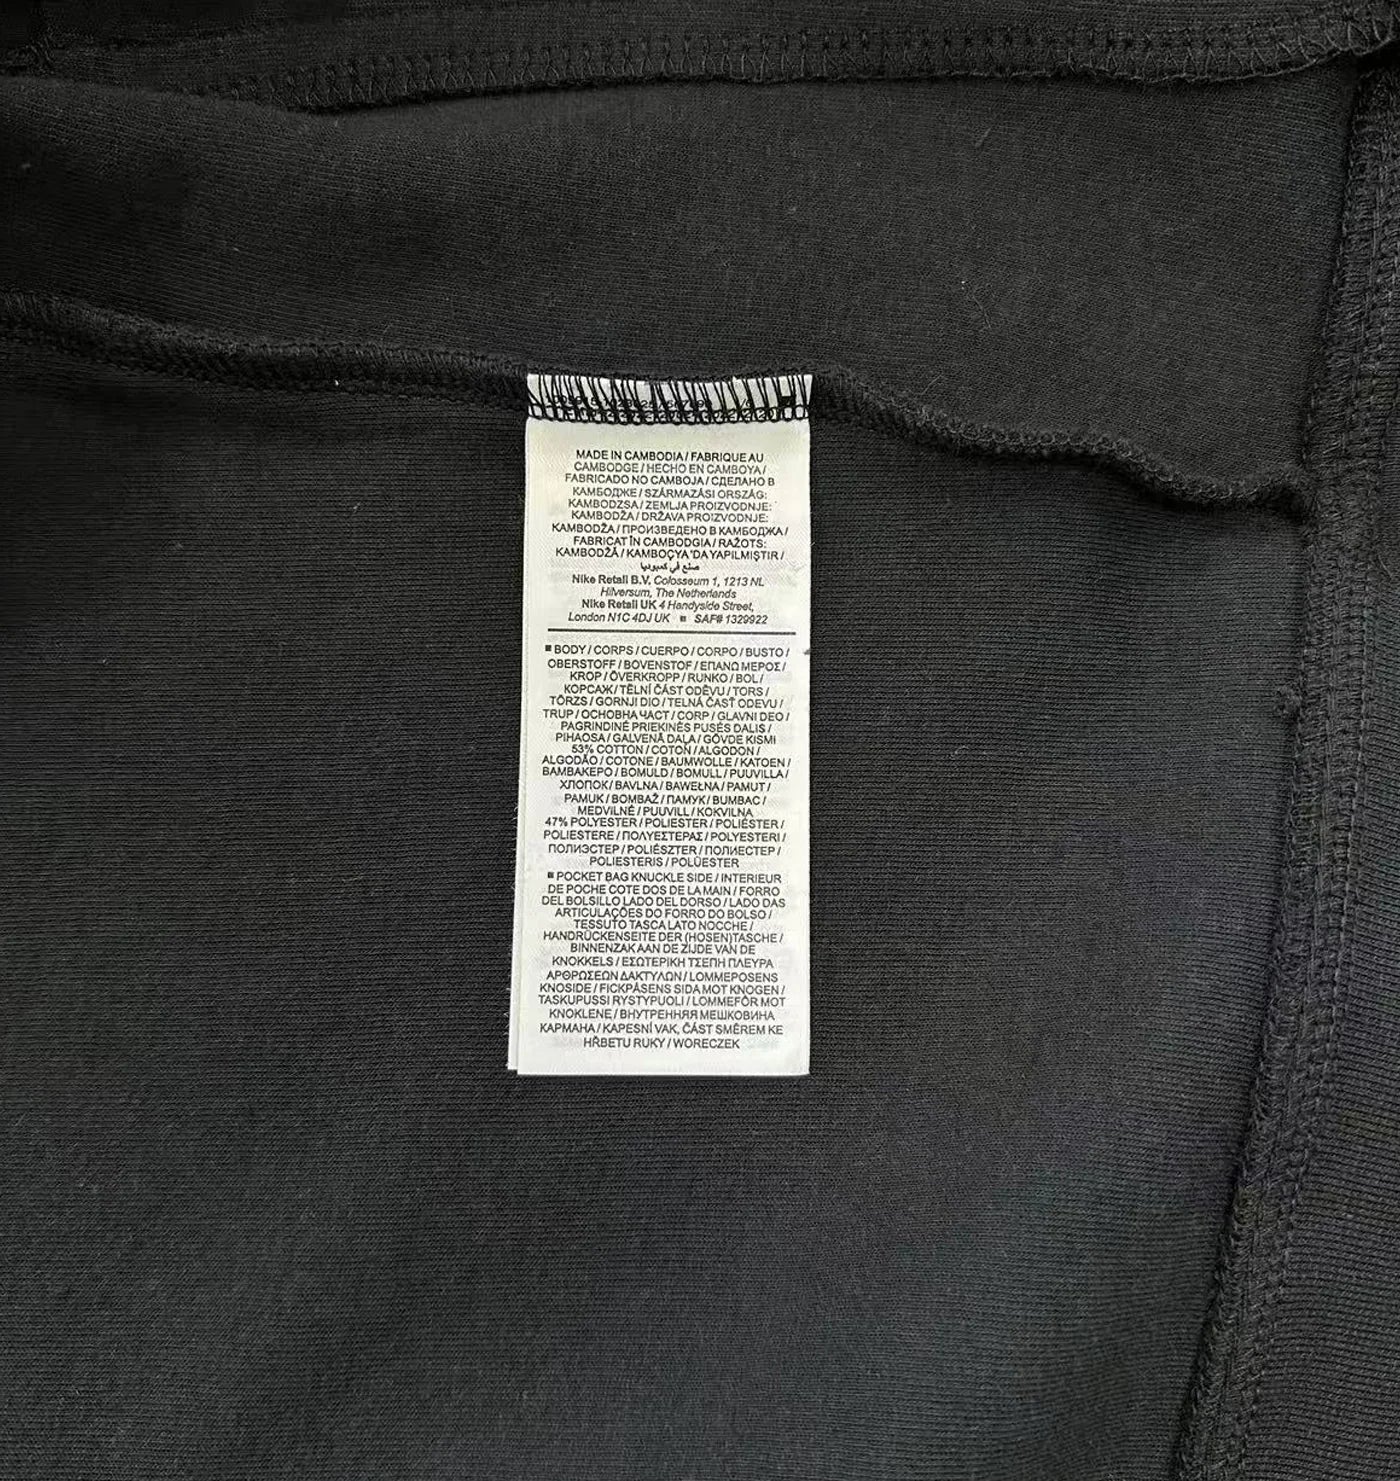 MADE IN CAMBODIA / FABRIQUE AU
CAMBODGE / HECHO EN CAMBOYA /
FABRICADO NO CAMBOJA / СДЕЛАНО В
КАМБОДЖЕ / SZÁRMAZÁSI ORSZÁG:
KAMBODZSA / ZEMLJA PROIZVODNJE:
KAMBODŽA / DRŽAVA PROIZVODNJE:
KAMBODŽA / ПРОИЗВЕДЕНО В КАМБОДЖА /
FABRICAT ÎN CAMBODGIA / RAŽOTS:
KAMBODŽĀ / KAMBOÇYA 'DA YAPILMIŞTIR /
صنع في كمبوديا
Nike Retail B.V. Colosseum 1, 1213 NL
Hilversum, The Netherlands
Nike Retail UK 4 Handyside Street,
London N1C 4DJ UK ■ SAF# 1329922
■ BODY / CORPS / CUERPO / CORPO / BUSTO /
OBERSTOFF / BOVENSTOF / ΕΠΑΝΩ ΜΕΡΟΣ /
KROP / ÖVERKROPP / RUNKO / BOL /
КОРСАЖ / TĚLNÍ ČÁST ODĚVU / TORS /
TÖRZS / GORNJI DIO / TELNÁ ČASŤ ODEVU /
TRUP / ОСНОВНА ЧАСТ / CORP / GLAVNI DEO /
PAGRINDINĖ PRIEKINĖS PUSĖS DALIS /
PIHAOSA / GALVENĀ DAĻA / GÖVDE KISMI
53% COTTON / COTON / ALGODON /
ALGODÃO / COTONE / BAUMWOLLE / KATOEN /
ΒΑΜΒΑΚΕΡΟ / BOMULD / BOMULL / PUUVILLA /
ХЛОПОК / BAVLNA / BAWEŁNA / PAMUT /
PAMUK / BOMBAŽ / ПАМУК / BUMBAC /
MEDVILNĖ / PUUVILL / KOKVILNA
47% POLYESTER / POLIESTER / POLIÉSTER /
POLIESTERE / ΠΟΛΥΕΣΤΕΡΑΣ / POLYESTERI /
ПОЛИЭСТЕР / POLIÉSZTER / ПОЛИЕСТЕР /
POLIESTERIS / POLÜESTER
■ POCKET BAG KNUCKLE SIDE / INTERIEUR
DE POCHE COTE DOS DE LA MAIN / FORRO
DEL BOLSILLO LADO DEL DORSO / LADO DAS
ARTICULAÇÕES DO FORRO DO BOLSO /
TESSUTO TASCA LATO NOCCHE /
HANDRÜCKENSEITE DER (HOSEN)TASCHE /
BINNENZAK AAN DE ZIJDE VAN DE
KNOKKELS / ΕΣΩΤΕΡΙΚΗ ΤΣΕΠΗ ΠΛΕΥΡΑ
ΑΡΘΡΩΣΕΩΝ ΔΑΚΤΥΛΩΝ / LOMMEPOSENS
KNOSIDE / FICKPÅSENS SIDA MOT KNOGEN /
TASKUPUSSI RYSTYPUOLI / LOMMEFÔR MOT
KNOKLENE / ВНУТРЕННЯЯ МЕШКОВИНА
КАРМАНА / KAPESNÍ VAK, ČÁST SMĚREM KE
HŘBETU RUKY / WORECZEK